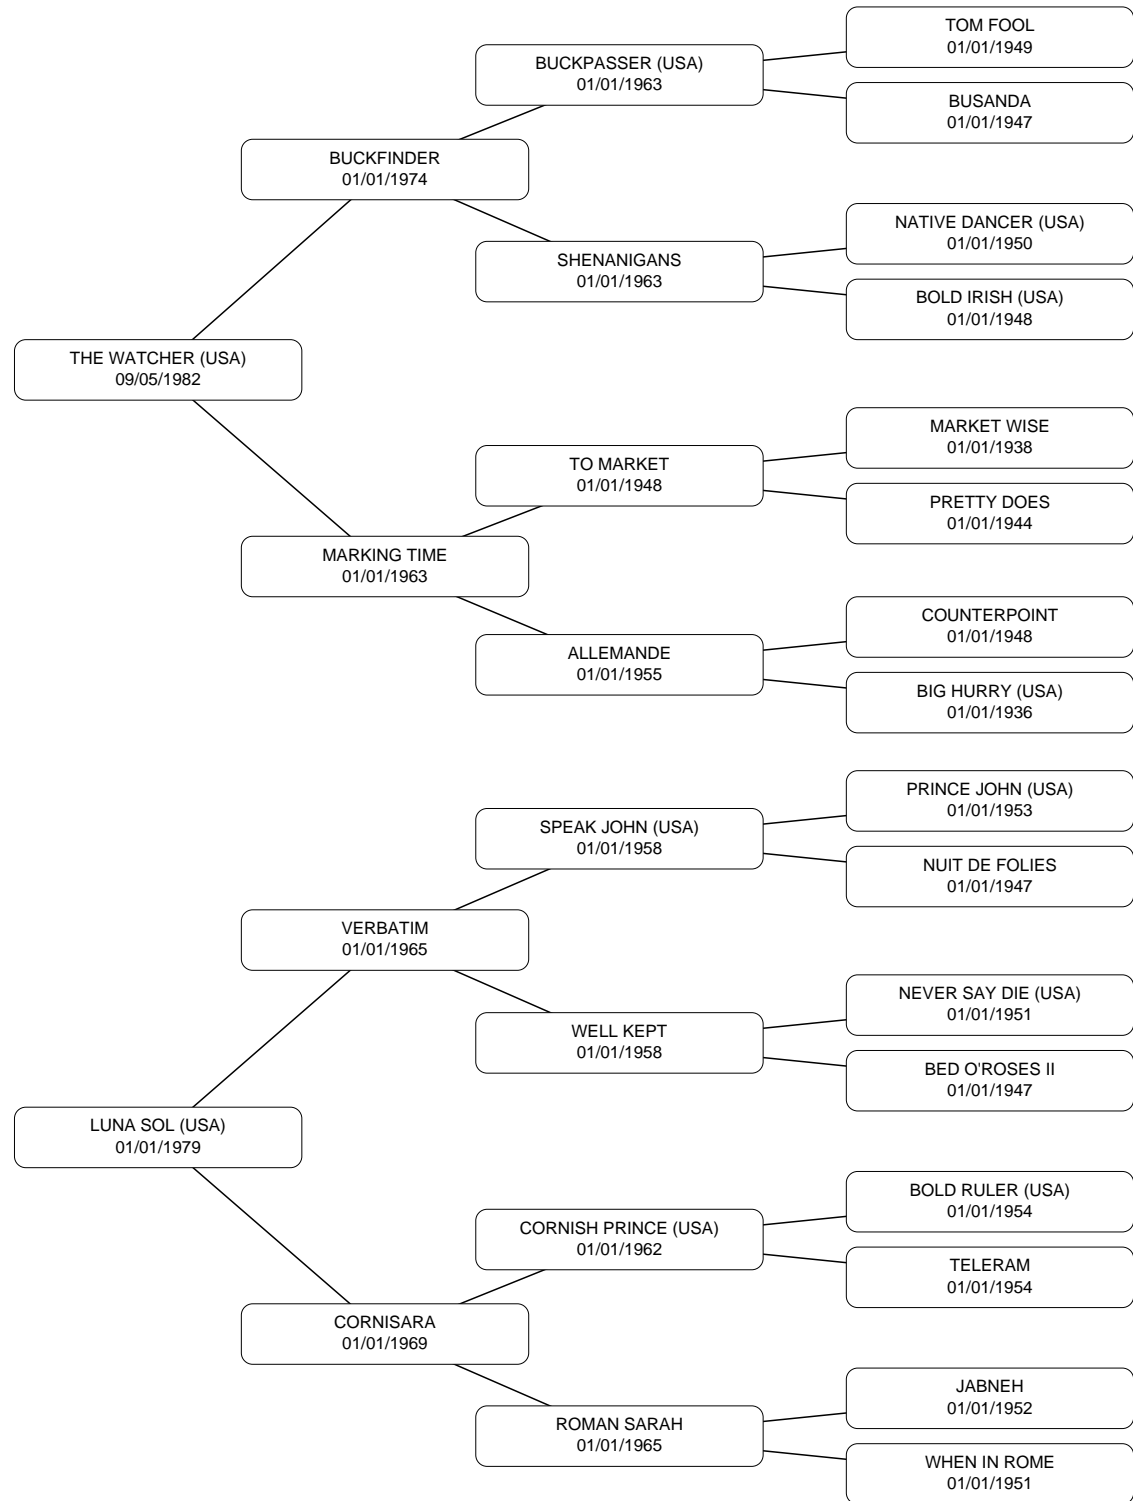 TOM FOOL
01/01/1949
BUCKPASSER (USA)
01/01/1963
BUSANDA
01/01/1947
BUCKFINDER
01/01/1974
NATIVE DANCER (USA)
01/01/1950
SHENANIGANS
01/01/1963
BOLD IRISH (USA)
01/01/1948
THE WATCHER (USA)
09/05/1982
MARKET WISE
01/01/1938
TO MARKET
01/01/1948
PRETTY DOES
01/01/1944
MARKING TIME
01/01/1963
COUNTERPOINT
01/01/1948
ALLEMANDE
01/01/1955
BIG HURRY (USA)
01/01/1936
PRINCE JOHN (USA)
01/01/1953
SPEAK JOHN (USA)
01/01/1958
NUIT DE FOLIES
01/01/1947
VERBATIM
01/01/1965
NEVER SAY DIE (USA)
01/01/1951
WELL KEPT
01/01/1958
BED O'ROSES II
01/01/1947
LUNA SOL (USA)
01/01/1979
BOLD RULER (USA)
01/01/1954
CORNISH PRINCE (USA)
01/01/1962
TELERAM
01/01/1954
CORNISARA
01/01/1969
JABNEH
01/01/1952
ROMAN SARAH
01/01/1965
WHEN IN ROME
01/01/1951